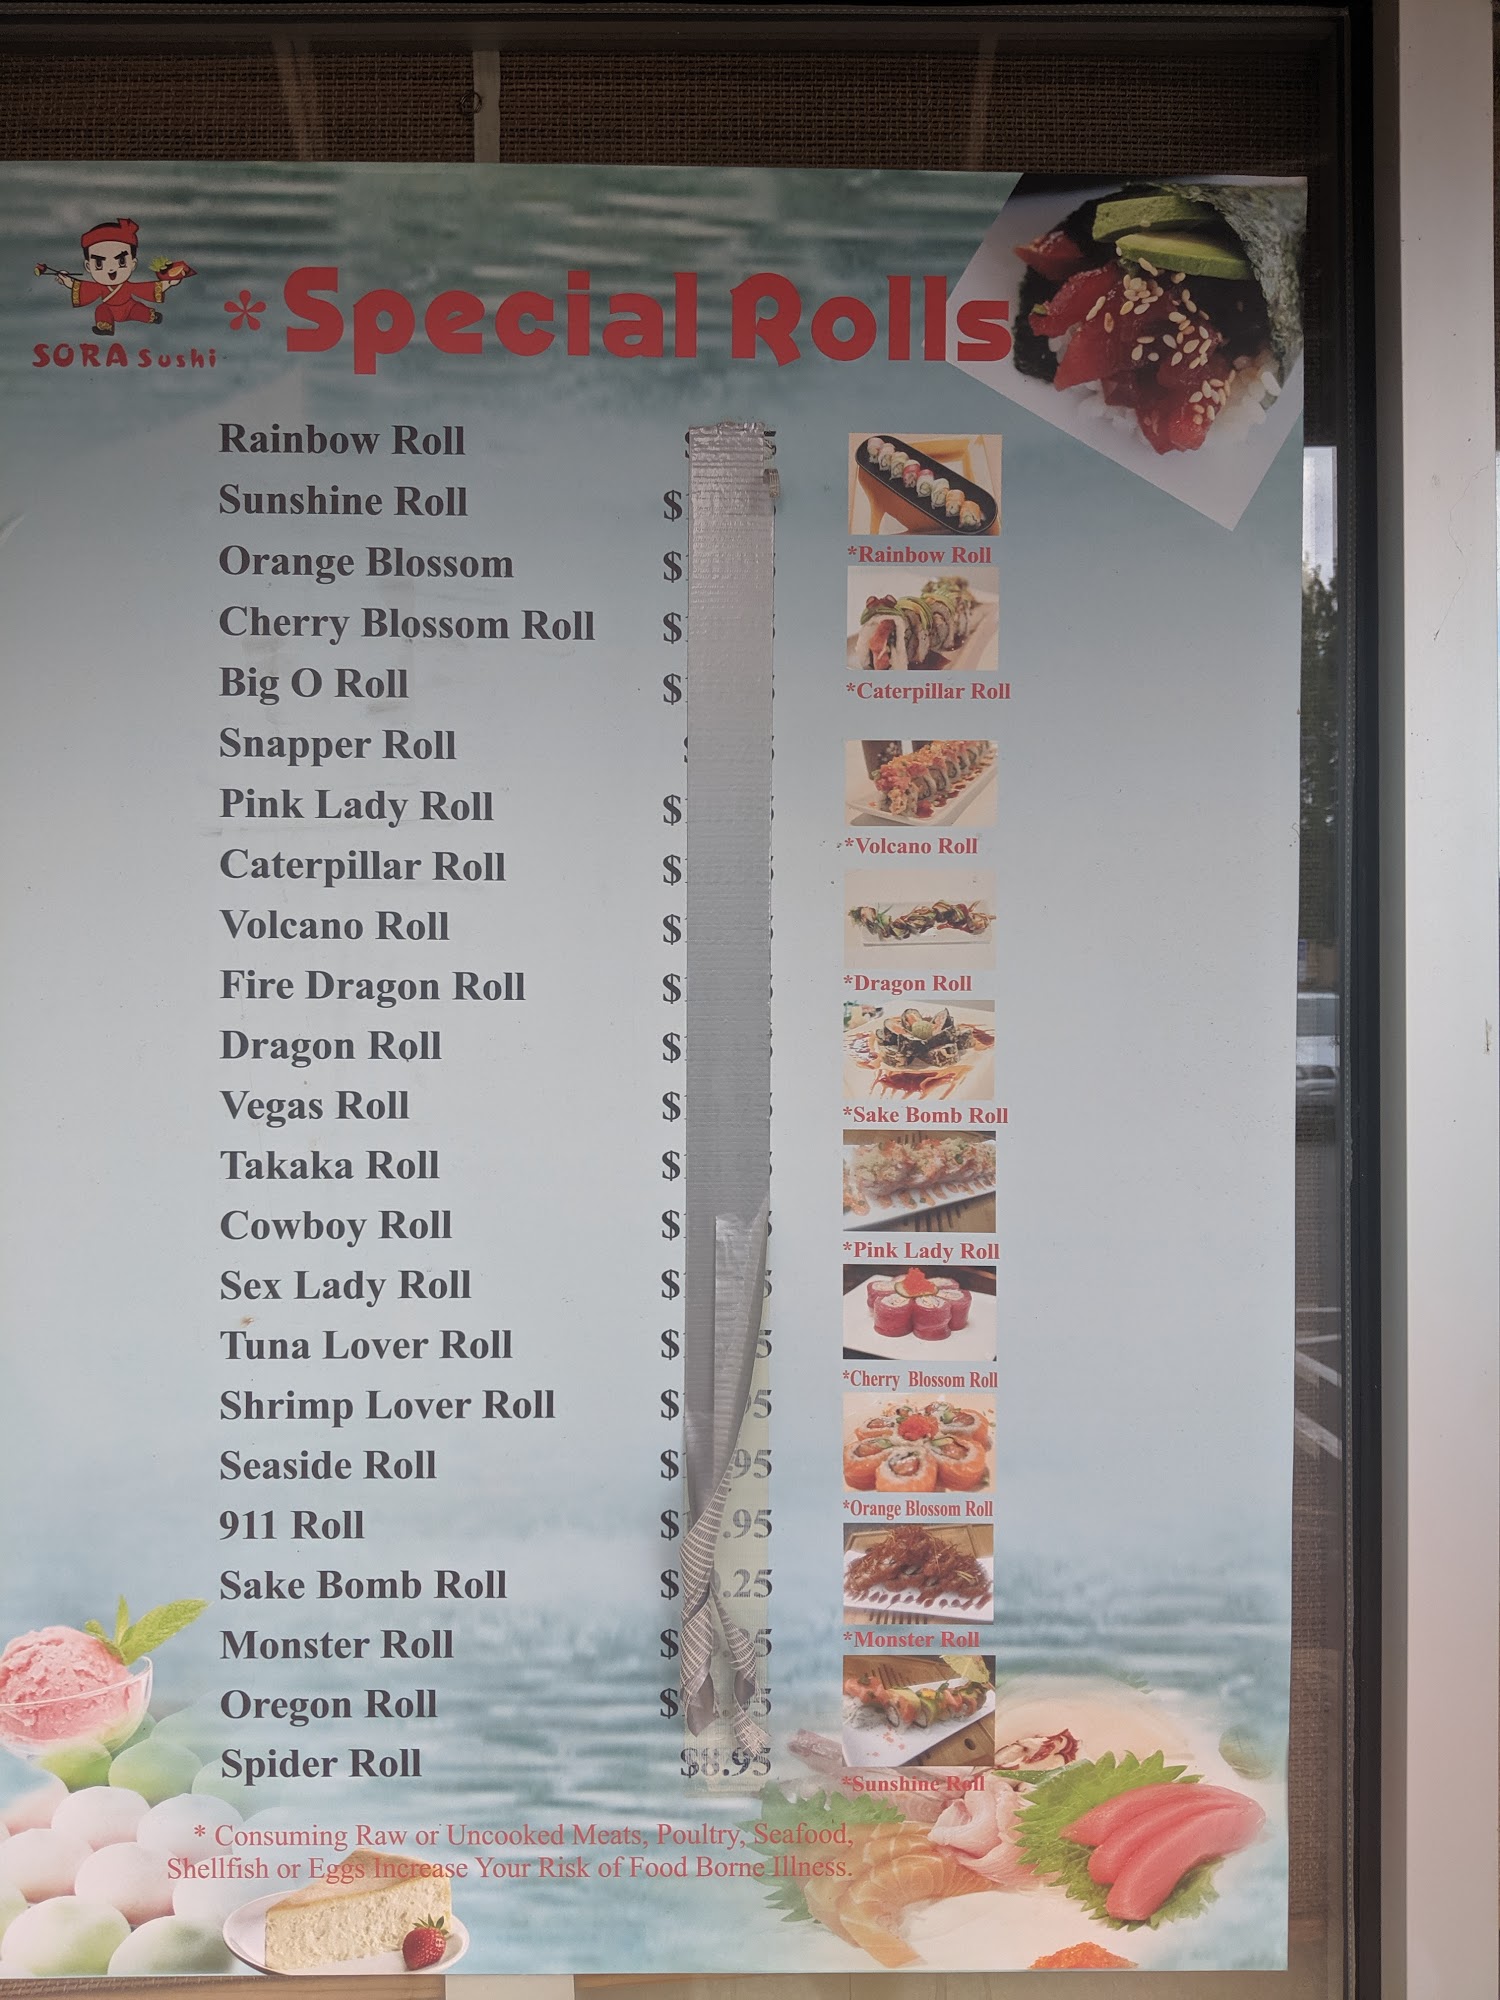 SORA Sushi
*Special Rolls
Rainbow Roll
Sunshine Roll $
Orange Blossom $
Cherry Blossom Roll $
Big O Roll $
Snapper Roll
Pink Lady Roll $
Caterpillar Roll $
Volcano Roll $
Fire Dragon Roll $
Dragon Roll $
Vegas Roll $
Takaka Roll $
Cowboy Roll $
Sex Lady Roll $
Tuna Lover Roll $ 5
Shrimp Lover Roll $ 5
Seaside Roll $ 95
911 Roll $ .95
Sake Bomb Roll $ .25
Monster Roll $
Oregon Roll $
Spider Roll $8.95
*Rainbow Roll
*Caterpillar Roll
*Volcano Roll
*Dragon Roll
*Sake Bomb Roll
*Pink Lady Roll
*Cherry Blossom Roll
*Orange Blossom Roll
*Monster Roll
*Sunshine Roll
* Consuming Raw or Uncooked Meats, Poultry, Seafood,
Shellfish or Eggs Increase Your Risk of Food Borne Illness.